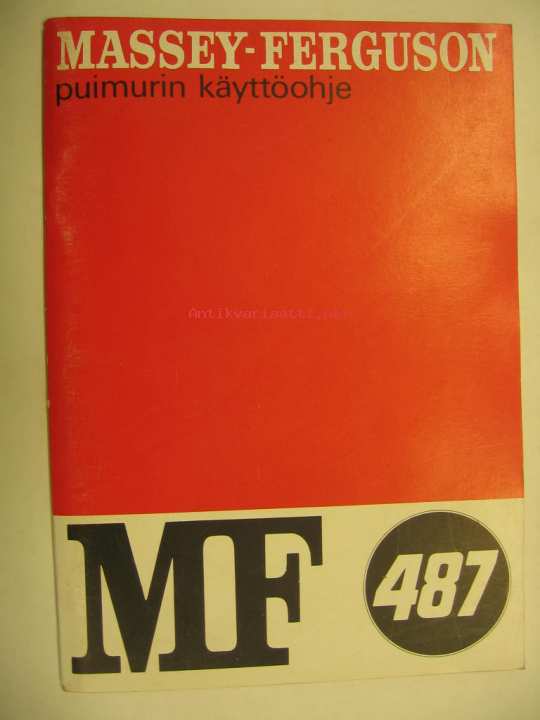 MASSEY-FERGUSON
puimurin käyttöohje
MF
487